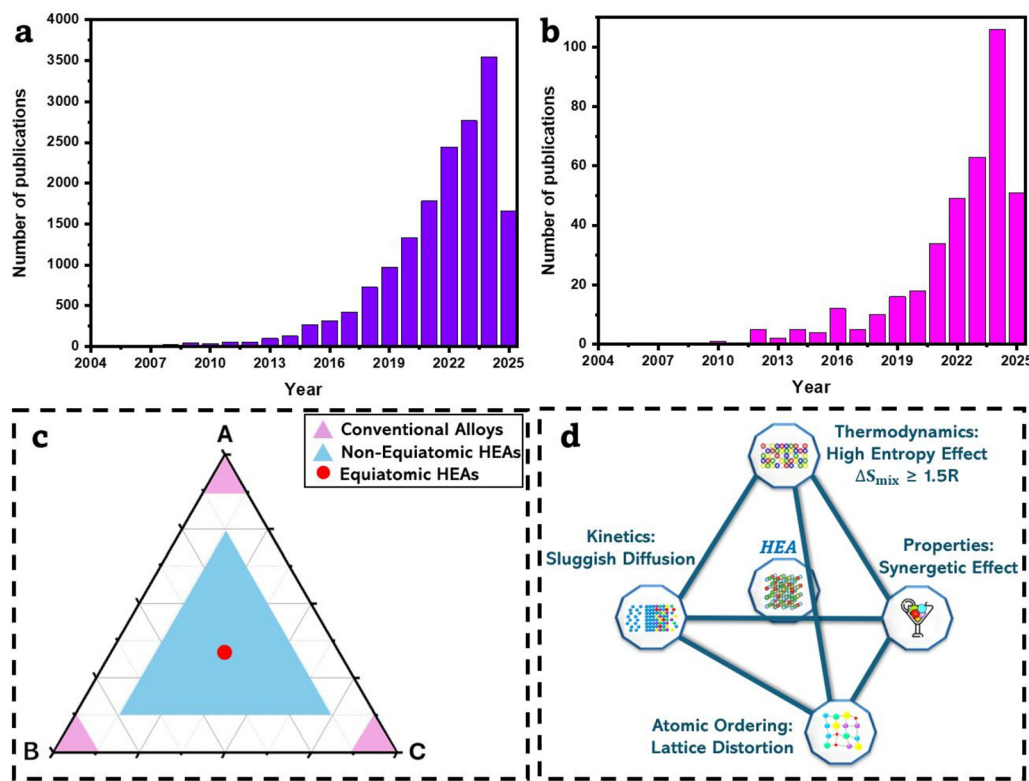 a
Number of publications
4000
3500
3000
2500
2000
1500
1000
500
0
2004 2007 2010 2013 2016 2019 2022 2025
Year
b
Number of publications
100
80
60
40
20
0
2004 2007 2010 2013 2016 2019 2022 2025
Year
c
Conventional Alloys
Non-Equiatomic HEAs
Equiatomic HEAs
A
B
C
d
Thermodynamics:
High Entropy Effect
ΔSmix ≥ 1.5R
Kinetics:
Sluggish Diffusion
HEA
Properties:
Synergetic Effect
Atomic Ordering:
Lattice Distortion